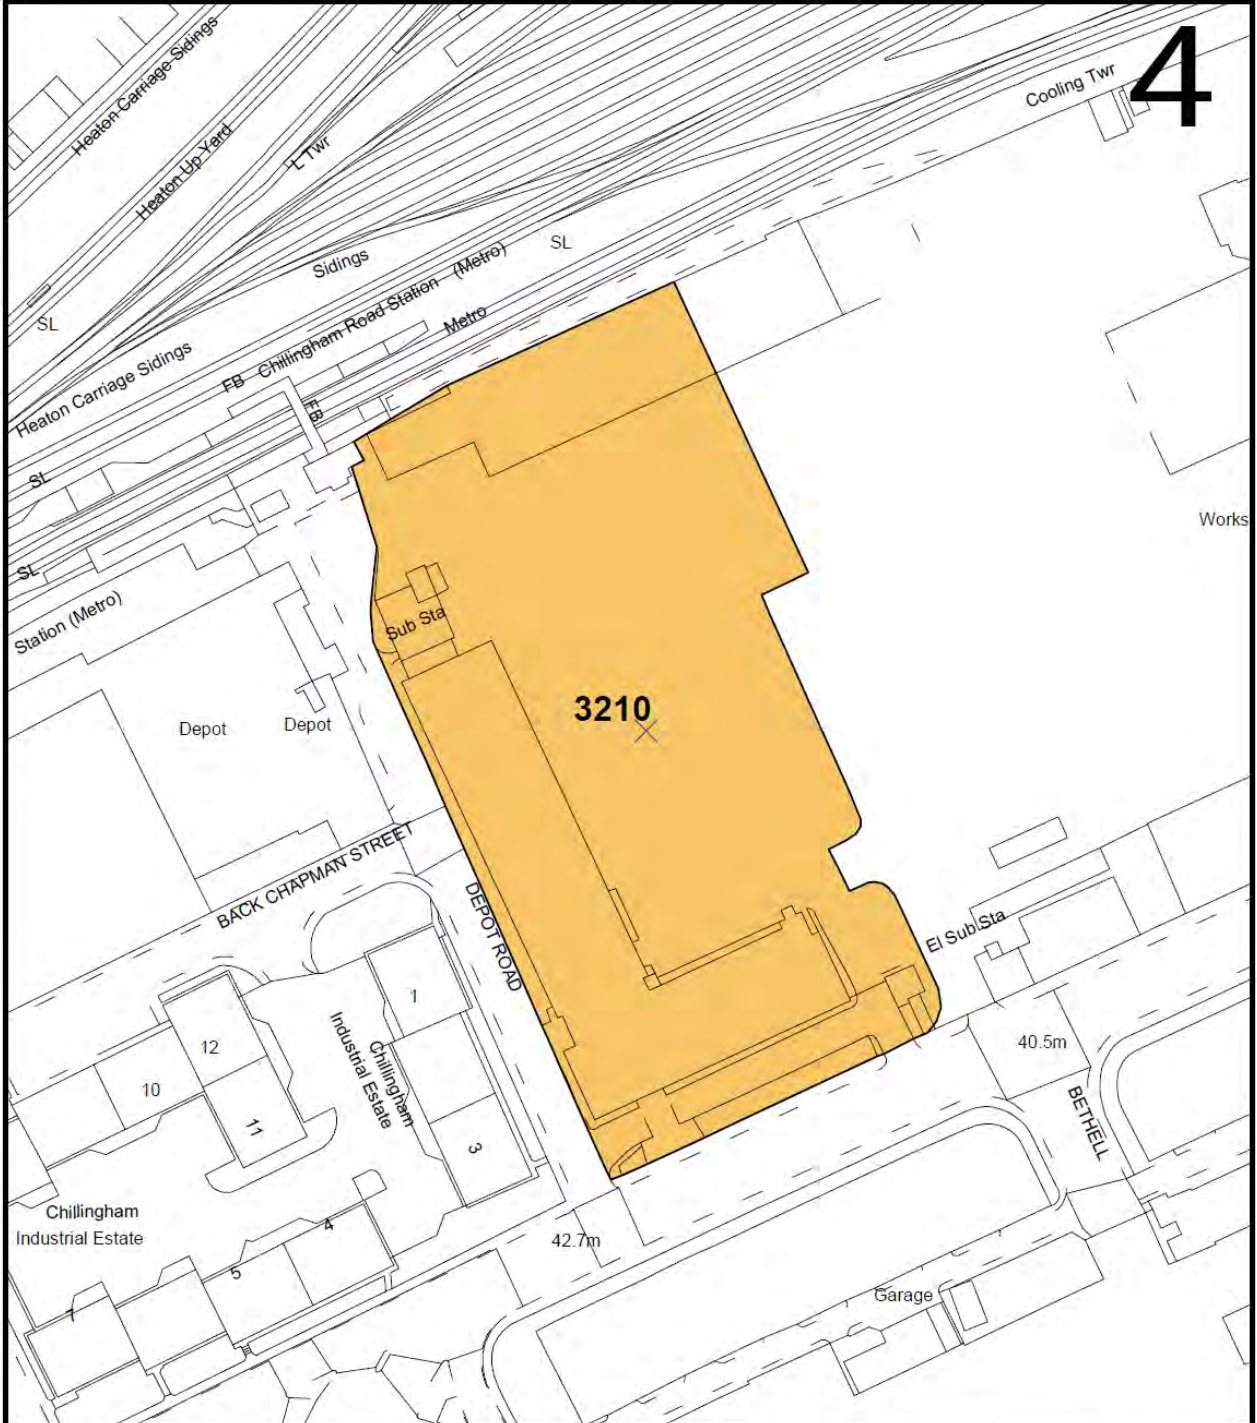 4
Heaton Carriage Sidings
Heaton Up Yard
L Twr
Cooling Twr
SL
Sidings
Chillingham Road Station (Metro)
Metro
SL
Heaton Carriage Sidings
FB
FB
SL
SL
Works
Station (Metro)
Sub Sta
3210
Depot
Depot
BACK CHAPMAN STREET
DEPOT ROAD
El Sub Sta
1
12
10
11
3
Chillingham
Industrial Estate
40.5m
BETHELL
Chillingham
Industrial Estate
4
5
7
42.7m
Garage